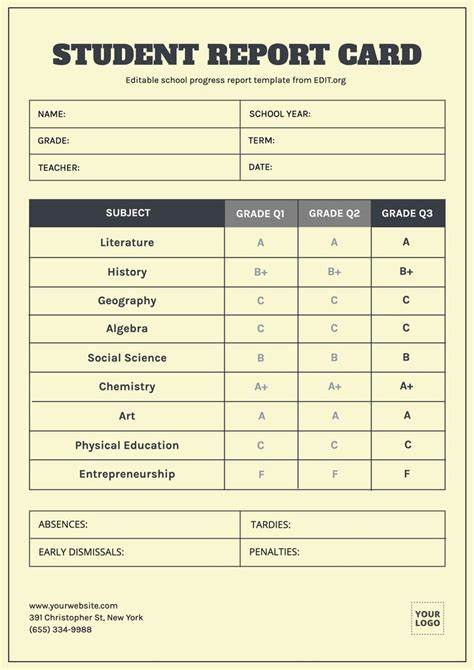 STUDENT REPORT CARD
Editable school progress report template from EDIT.org
NAME: SCHOOL YEAR:
GRADE: TERM:
TEACHER: DATE:
SUBJECT GRADE Q1 GRADE Q2 GRADE Q3
Literature A A A
History B+ B+ B+
Geography C C C
Algebra C C C
Social Science B B B
Chemistry A+ A+ A+
Art A A A
Physical Education C C C
Entrepreneurship F F F
ABSENCES: TARDIES:
EARLY DISMISSALS: PENALTIES:
www.yourwebsite.com
391 Christopher St, New York
(655) 334-9988
YOUR
LOGO